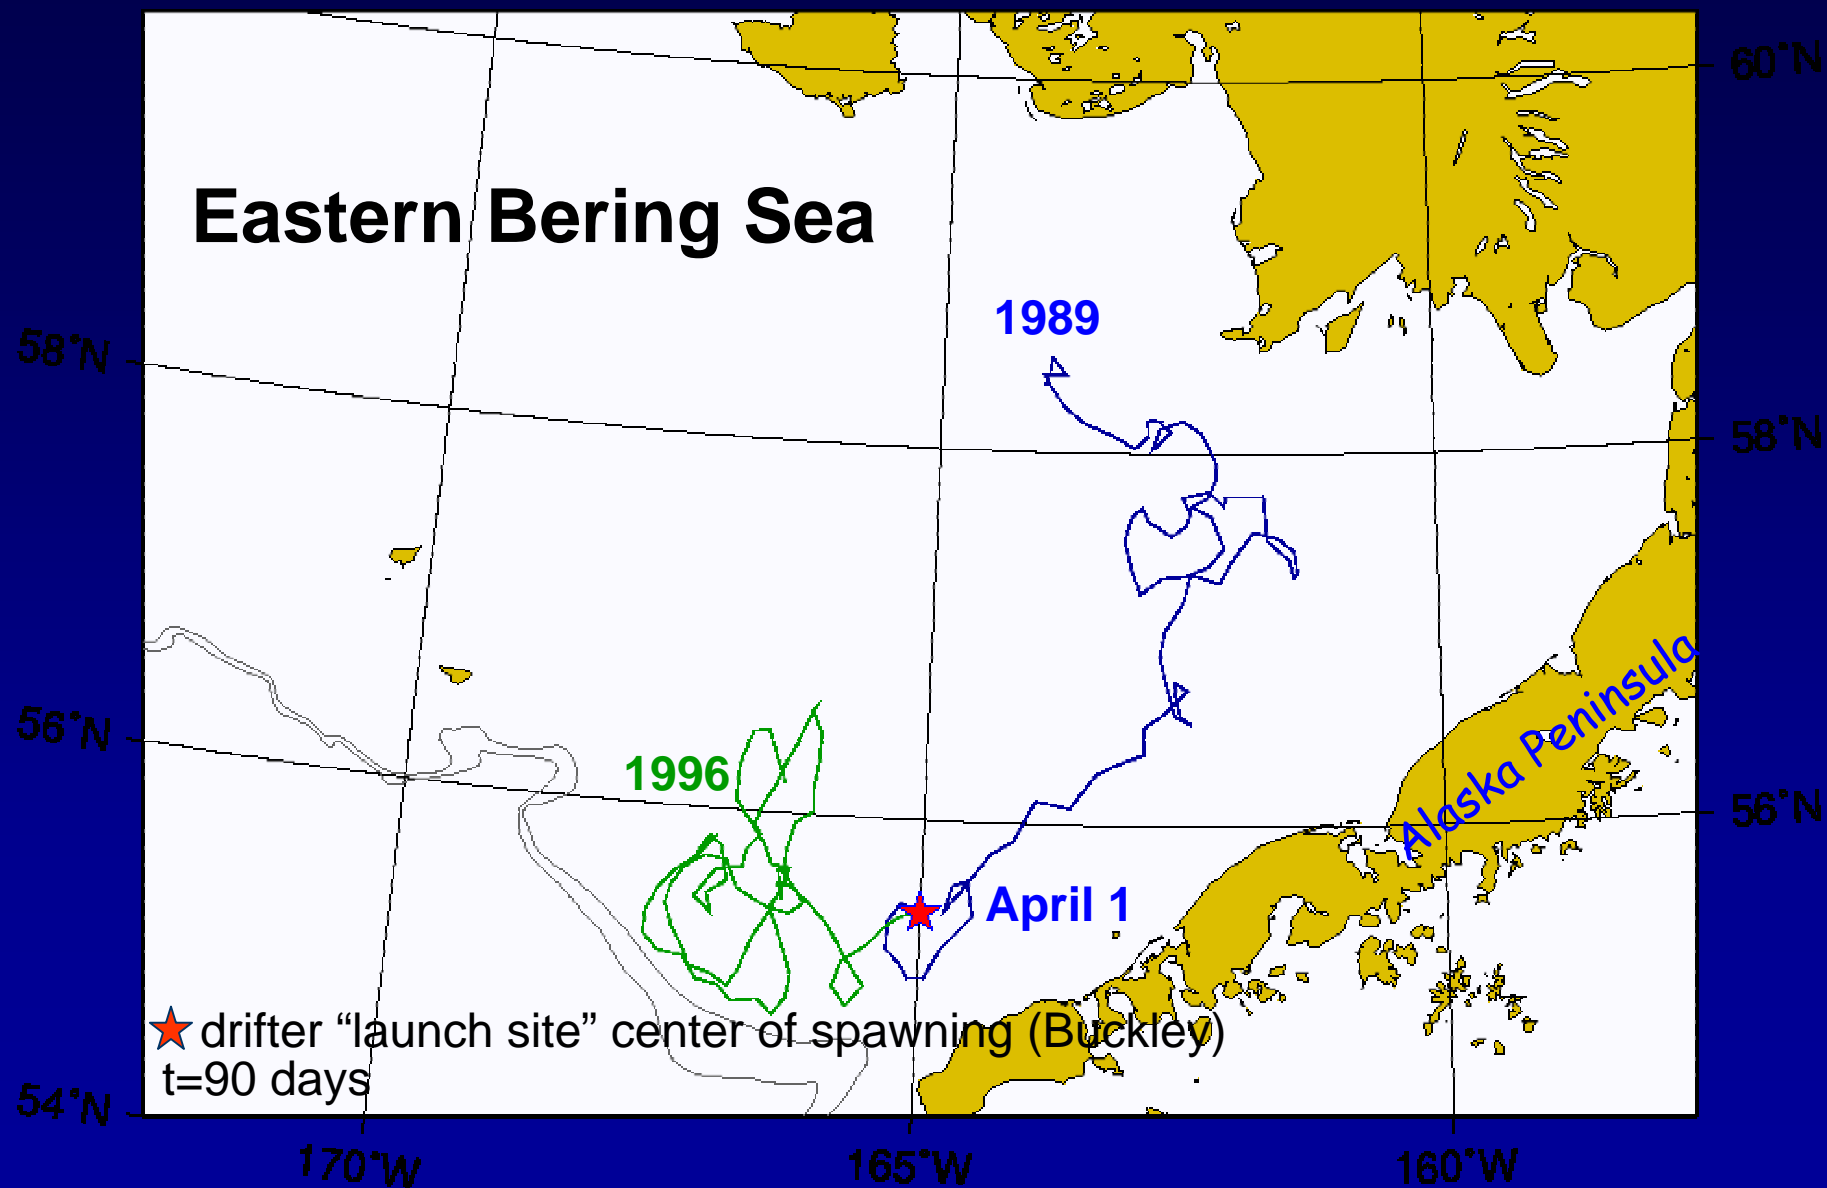 60°N
Eastern Bering Sea
1989
58°N
58°N
Alaska Peninsula
56°N
1996
56°N
April 1
drifter “launch site” center of spawning (Buckley)
t=90 days
54°N
170°W
165°W
160°W